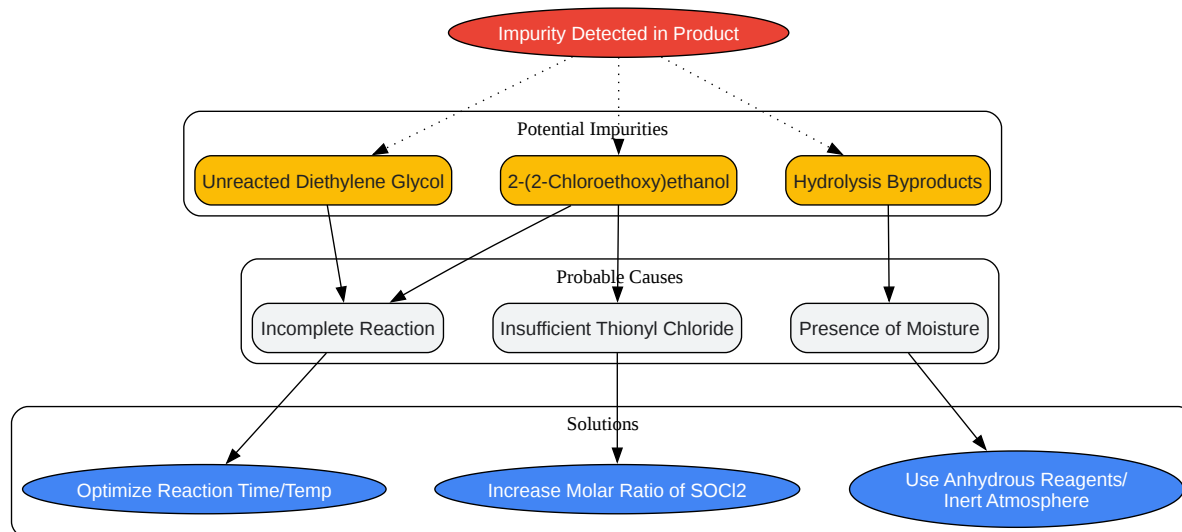 Impurity Detected in Product
Potential Impurities
Unreacted Diethylene Glycol
2-(2-Chloroethoxy)ethanol
Hydrolysis Byproducts
Probable Causes
Incomplete Reaction
Insufficient Thionyl Chloride
Presence of Moisture
Solutions
Optimize Reaction Time/Temp
Increase Molar Ratio of SOCl2
Use Anhydrous Reagents/
Inert Atmosphere